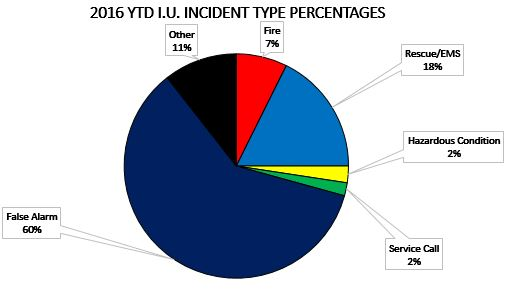 2016 YTD I.U. INCIDENT TYPE PERCENTAGES
Other
11%
Fire
7%
Rescue/EMS
18%
Hazardous Condition
2%
Service Call
2%
False Alarm
60%